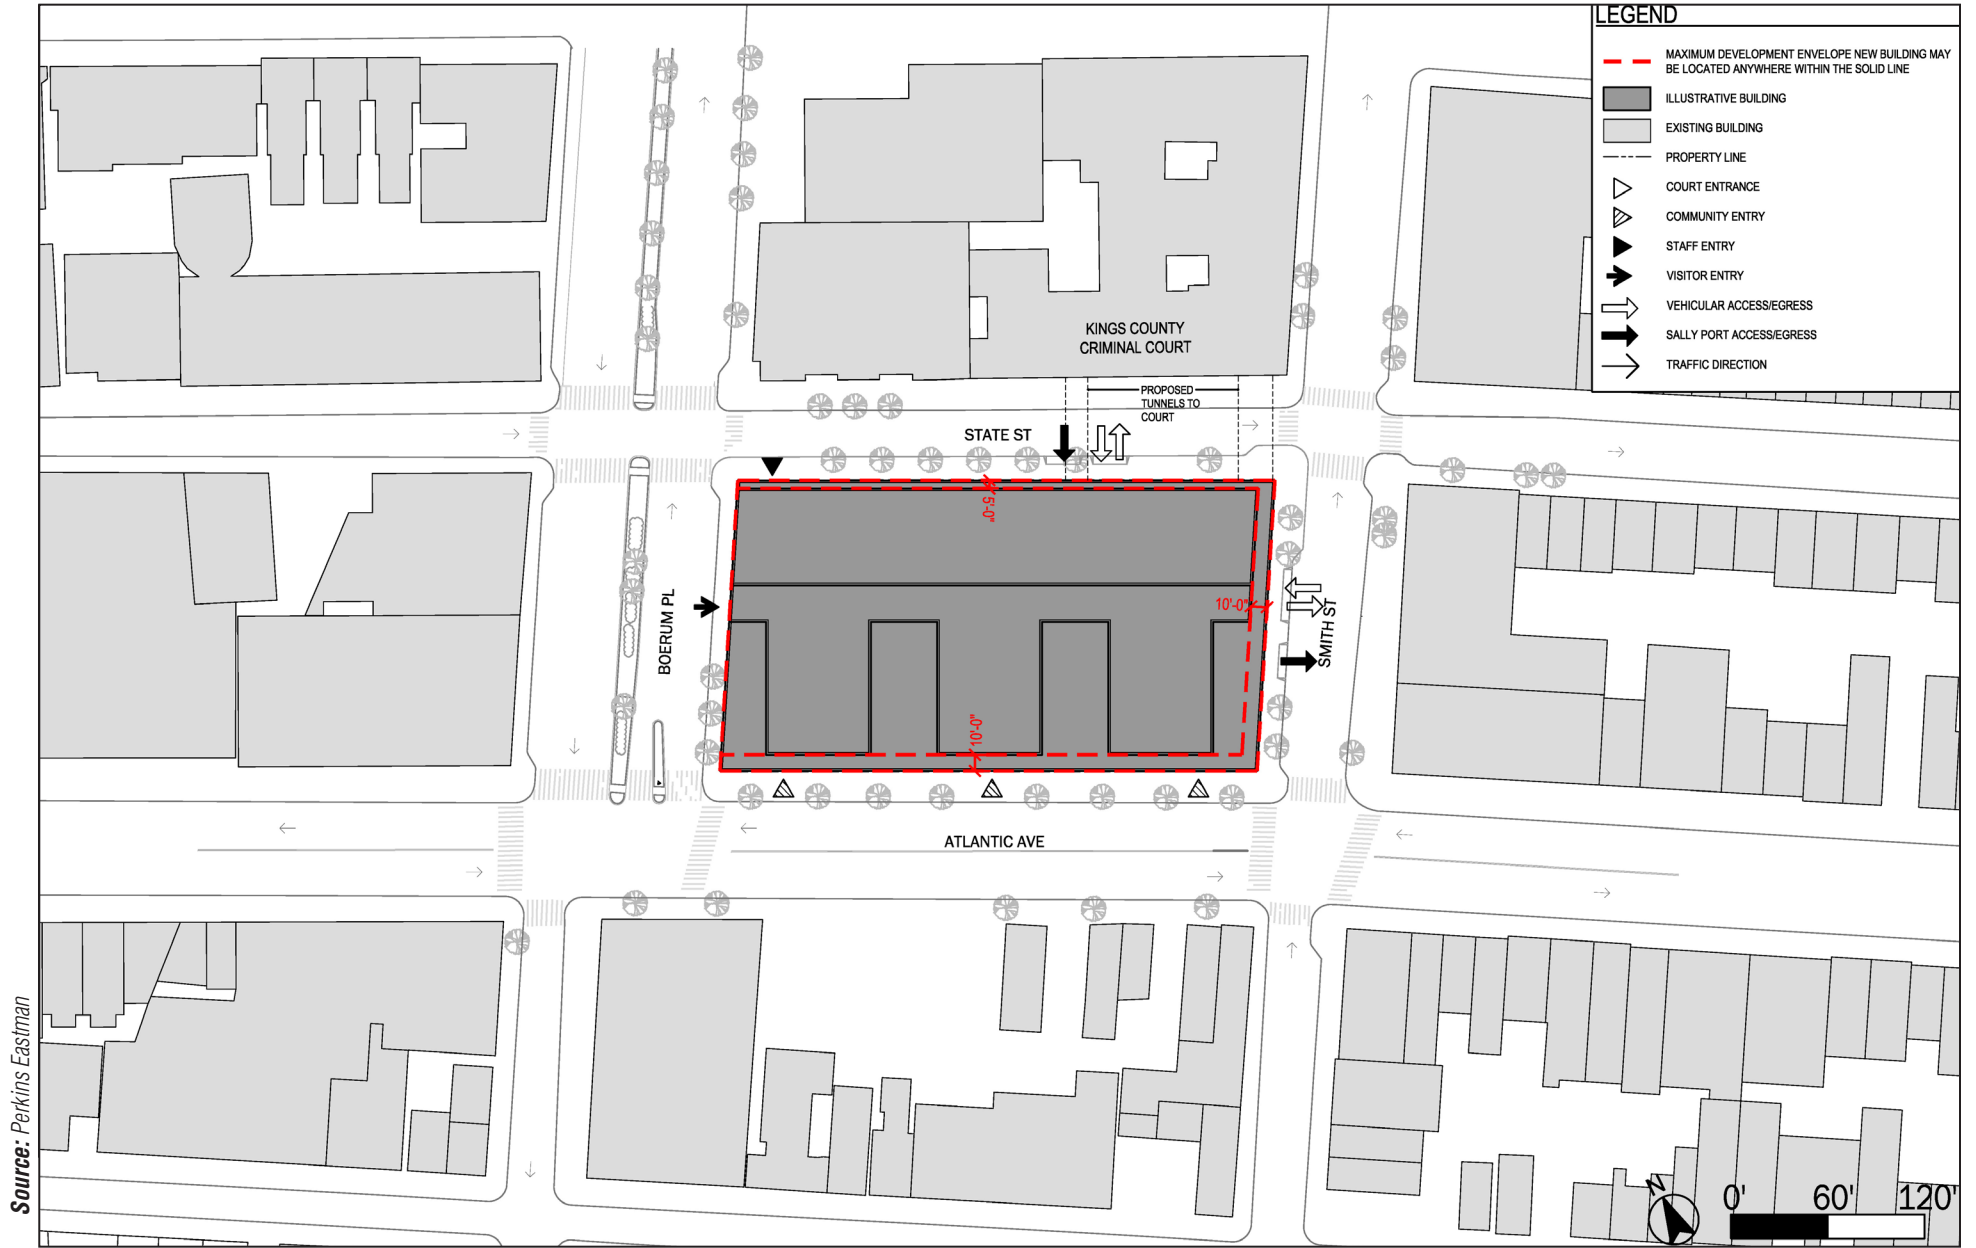 LEGEND
MAXIMUM DEVELOPMENT ENVELOPE NEW BUILDING MAY
BE LOCATED ANYWHERE WITHIN THE SOLID LINE
ILLUSTRATIVE BUILDING
EXISTING BUILDING
PROPERTY LINE
COURT ENTRANCE
COMMUNITY ENTRY
STAFF ENTRY
VISITOR ENTRY
VEHICULAR ACCESS/EGRESS
SALLY PORT ACCESS/EGRESS
TRAFFIC DIRECTION
KINGS COUNTY
CRIMINAL COURT
PROPOSED
TUNNELS TO
COURT
STATE ST
5'-0"
10'-0"
SMITH ST
BOERUM PL
10'-0"
ATLANTIC AVE
Source: Perkins Eastman
N
0' 60' 120'